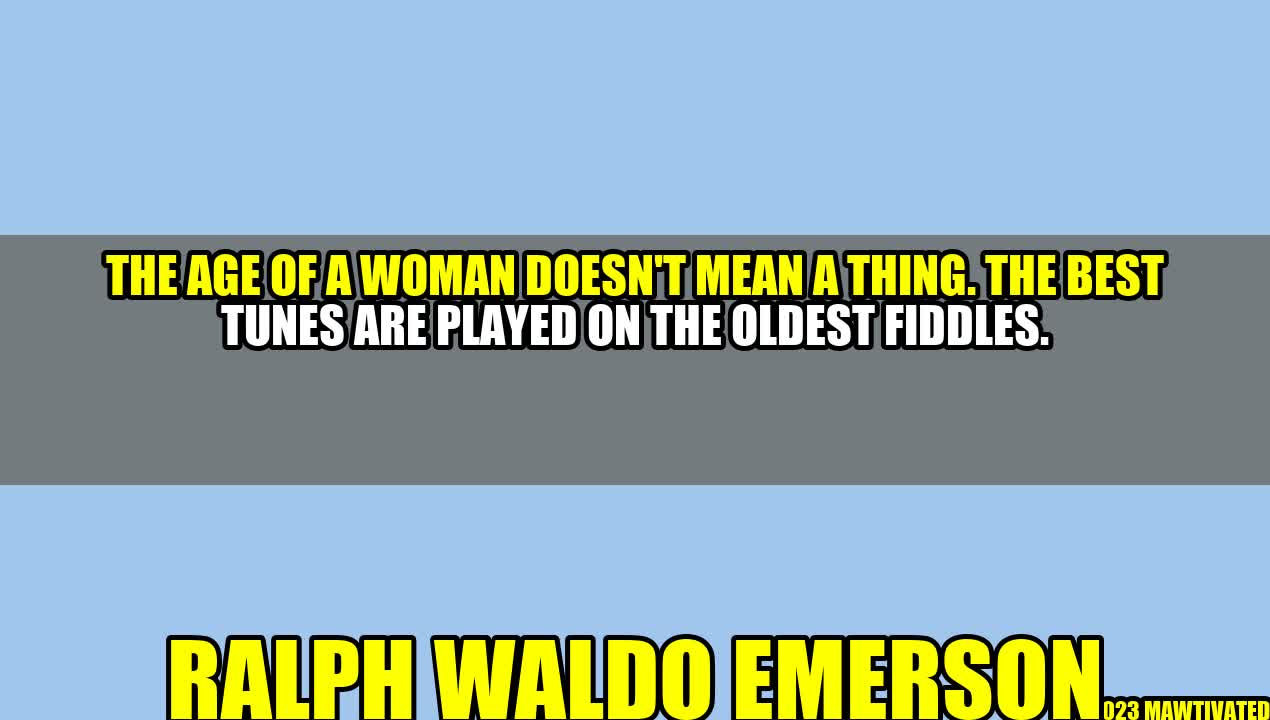 THE AGE OF A WOMAN DOESN'T MEAN A THING. THE BEST
TUNES ARE PLAYED ON THE OLDEST FIDDLES.
RALPH WALDO EMERSON
023 MAWTIVATED